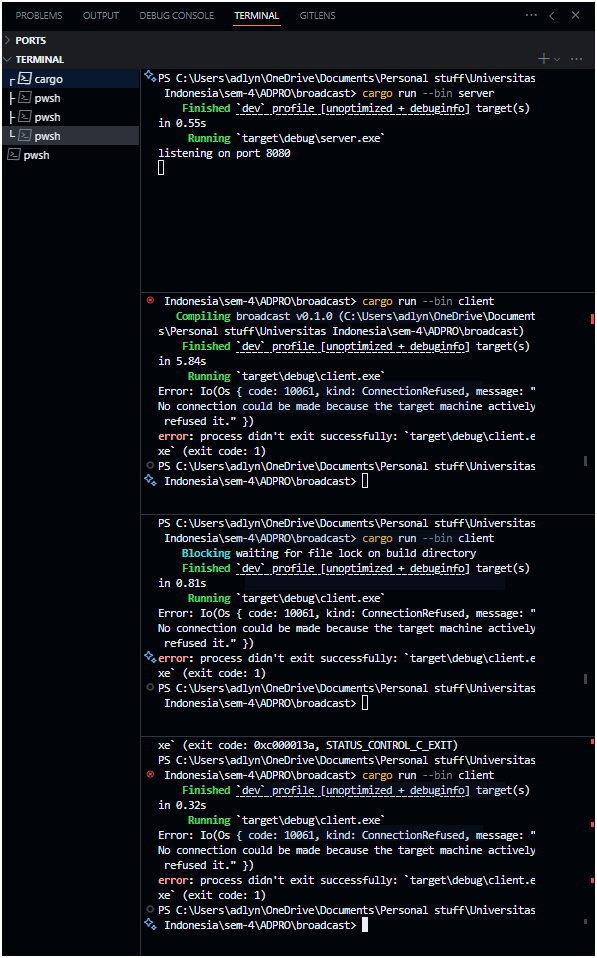 PROBLEMS OUTPUT DEBUG CONSOLE TERMINAL GITLENS
PORTS
TERMINAL
cargo
pwsh
pwsh
pwsh
pwsh
PS C:\Users\adlyn\OneDrive\Documents\Personal stuff\Universitas
Indonesia\sem-4\ADPRO\broadcast> cargo run --bin server
Finished `dev` profile [unoptimized + debuginfo] target(s)
in 0.55s
Running `target\debug\server.exe`
listening on port 8080
Indonesia\sem-4\ADPRO\broadcast> cargo run --bin client
Compiling broadcast v0.1.0 (C:\Users\adlyn\OneDrive\Document
s\Personal stuff\Universitas Indonesia\sem-4\ADPRO\broadcast)
Finished `dev` profile [unoptimized + debuginfo] target(s)
in 5.84s
Running `target\debug\client.exe`
Error: Io(Os { code: 10061, kind: ConnectionRefused, message: "
No connection could be made because the target machine actively
refused it." })
error: process didn't exit successfully: `target\debug\client.e
xe` (exit code: 1)
PS C:\Users\adlyn\OneDrive\Documents\Personal stuff\Universitas
Indonesia\sem-4\ADPRO\broadcast>
PS C:\Users\adlyn\OneDrive\Documents\Personal stuff\Universitas
Indonesia\sem-4\ADPRO\broadcast> cargo run --bin client
Blocking waiting for file lock on build directory
Finished `dev` profile [unoptimized + debuginfo] target(s)
in 0.81s
Running `target\debug\client.exe`
Error: Io(Os { code: 10061, kind: ConnectionRefused, message: "
No connection could be made because the target machine actively
refused it." })
error: process didn't exit successfully: `target\debug\client.e
xe` (exit code: 1)
PS C:\Users\adlyn\OneDrive\Documents\Personal stuff\Universitas
Indonesia\sem-4\ADPRO\broadcast>
xe` (exit code: 0xc000013a, STATUS_CONTROL_C_EXIT)
PS C:\Users\adlyn\OneDrive\Documents\Personal stuff\Universitas
Indonesia\sem-4\ADPRO\broadcast> cargo run --bin client
Finished `dev` profile [unoptimized + debuginfo] target(s)
in 0.32s
Running `target\debug\client.exe`
Error: Io(Os { code: 10061, kind: ConnectionRefused, message: "
No connection could be made because the target machine actively
refused it." })
error: process didn't exit successfully: `target\debug\client.e
xe` (exit code: 1)
PS C:\Users\adlyn\OneDrive\Documents\Personal stuff\Universitas
Indonesia\sem-4\ADPRO\broadcast>